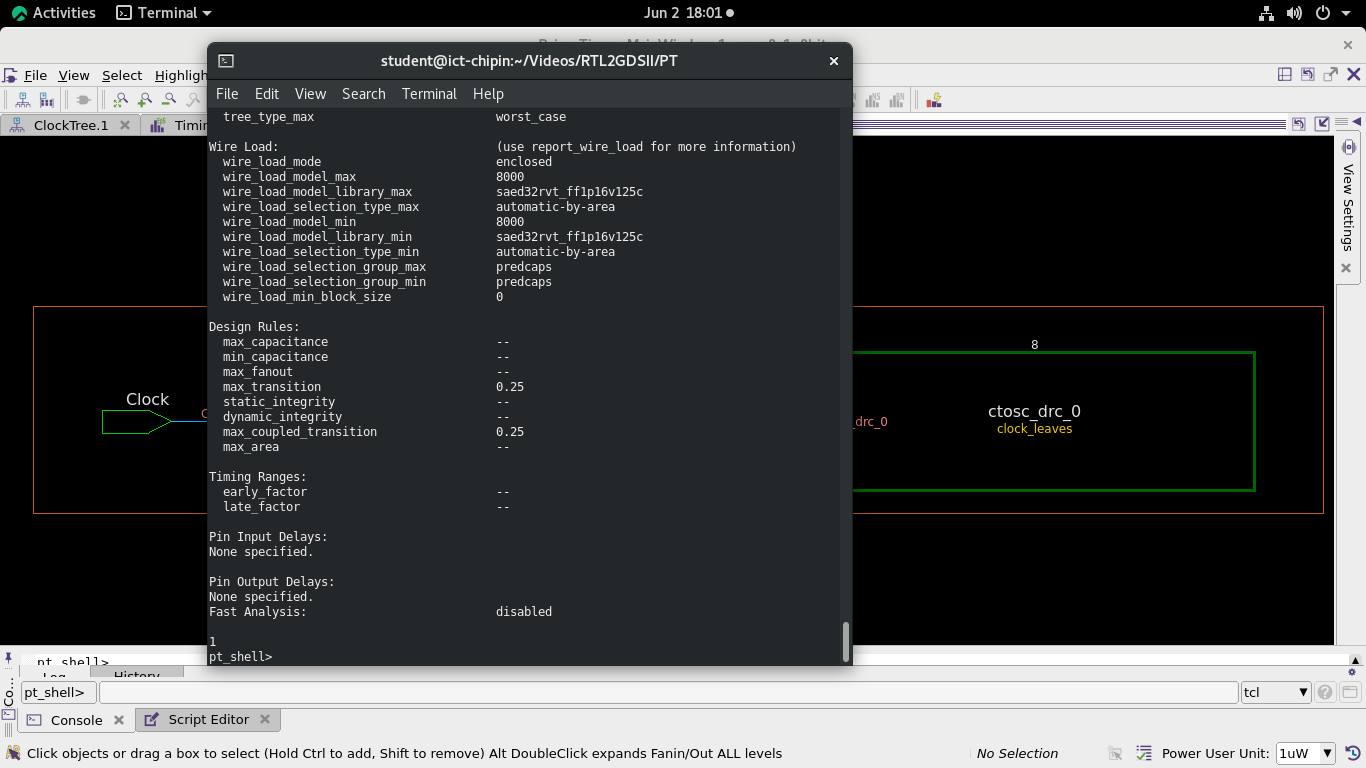 Activities
Terminal
Jun 2 18:01
student@ict-chipin:~/Videos/RTL2GDSII/PT
File View Select Highligh
File Edit View Search Terminal Help
ClockTree.1
Timin
tree_type_max worst_case
Wire Load: (use report_wire_load for more information)
wire_load_mode enclosed
wire_load_model_max 8000
wire_load_model_library_max saed32rvt_ff1p16v125c
wire_load_selection_type_max automatic-by-area
wire_load_model_min 8000
wire_load_model_library_min saed32rvt_ff1p16v125c
wire_load_selection_type_min automatic-by-area
wire_load_selection_group_max predcaps
wire_load_selection_group_min predcaps
wire_load_min_block_size 0
Design Rules:
max_capacitance --
min_capacitance --
max_fanout --
max_transition 0.25
static_integrity --
dynamic_integrity --
max_coupled_transition 0.25
max_area --
Timing Ranges:
early_factor --
late_factor --
Pin Input Delays:
None specified.
Pin Output Delays:
None specified.
Fast Analysis: disabled
1
pt_shell>
View Settings
Clock
C
8
_drc_0
ctosc_drc_0
clock_leaves
pt_shell>
Log
History
Co...
pt_shell>
tcl
Console
Script Editor
Click objects or drag a box to select (Hold Ctrl to add, Shift to remove) Alt DoubleClick expands Fanin/Out ALL levels
No Selection
Power User Unit: 1uW